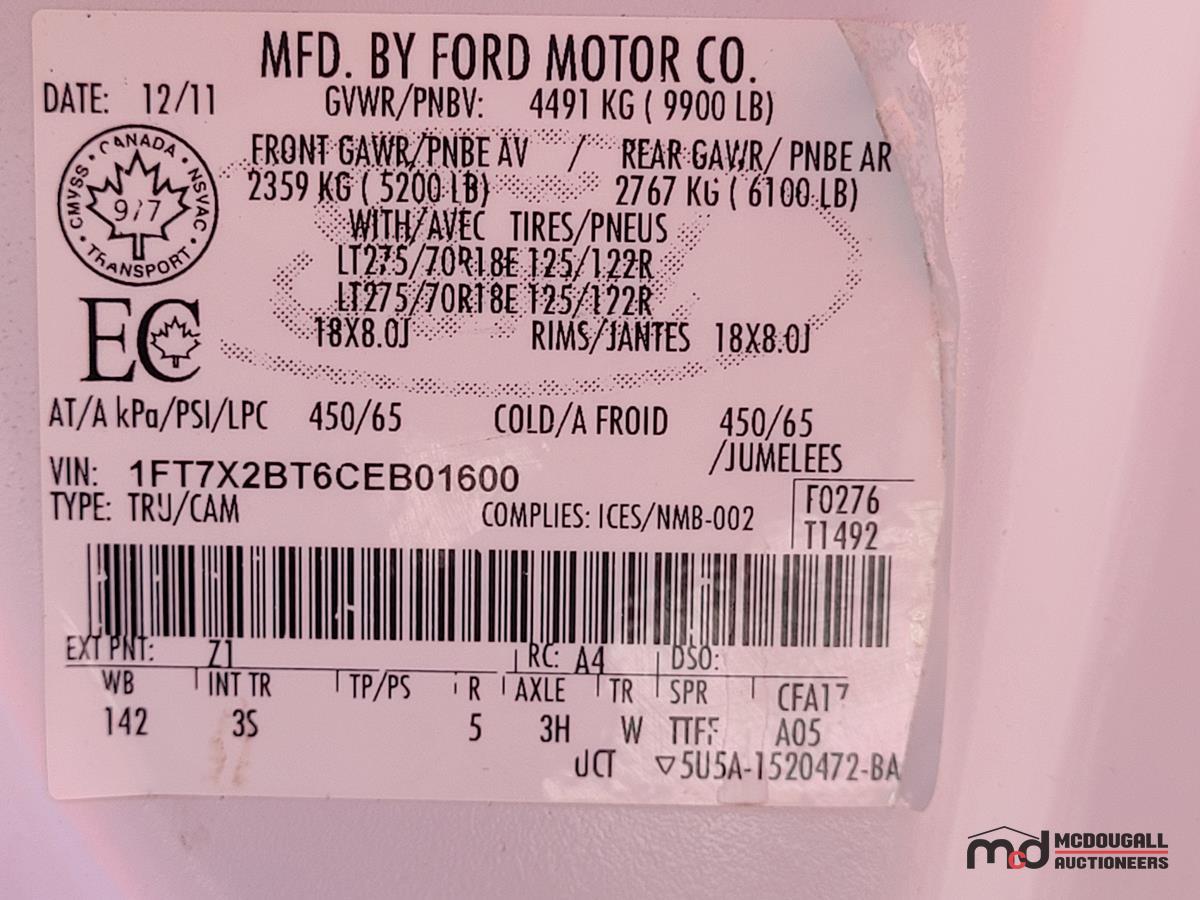 MFD. BY FORD MOTOR CO.
DATE: 12/11 GVWR/PNBV: 4491 KG ( 9900 LB)
CANADA
CMVSS • NSVAC
977
TRANSPORT
FRONT GAWR/PNBE AV / REAR GAWR/ PNBE AR
2359 KG ( 5200 LB) 2767 KG ( 6100 LB)
WITH/AVEC TIRES/PNEUS
LT275/70R18E 125/122R
LT275/70R18E 125/122R
18X8.0J RIMS/JANTES 18X8.0J
EC
AT/A kPa/PSI/LPC 450/65 COLD/A FROID 450/65
/JUMELEES
VIN: 1FT7X2BT6CEB01600
TYPE: TRU/CAM COMPLIES: ICES/NMB-002
F0276
T1492
EXT PNT: Z1 RC: A4 DSO:
WB INT TR TP/PS R AXLE TR SPR CFA17
142 3S 5 3H W TTFF A05
UCT ▽5U5A-1520472-BA
mcd MCDOUGALL
AUCTIONEERS